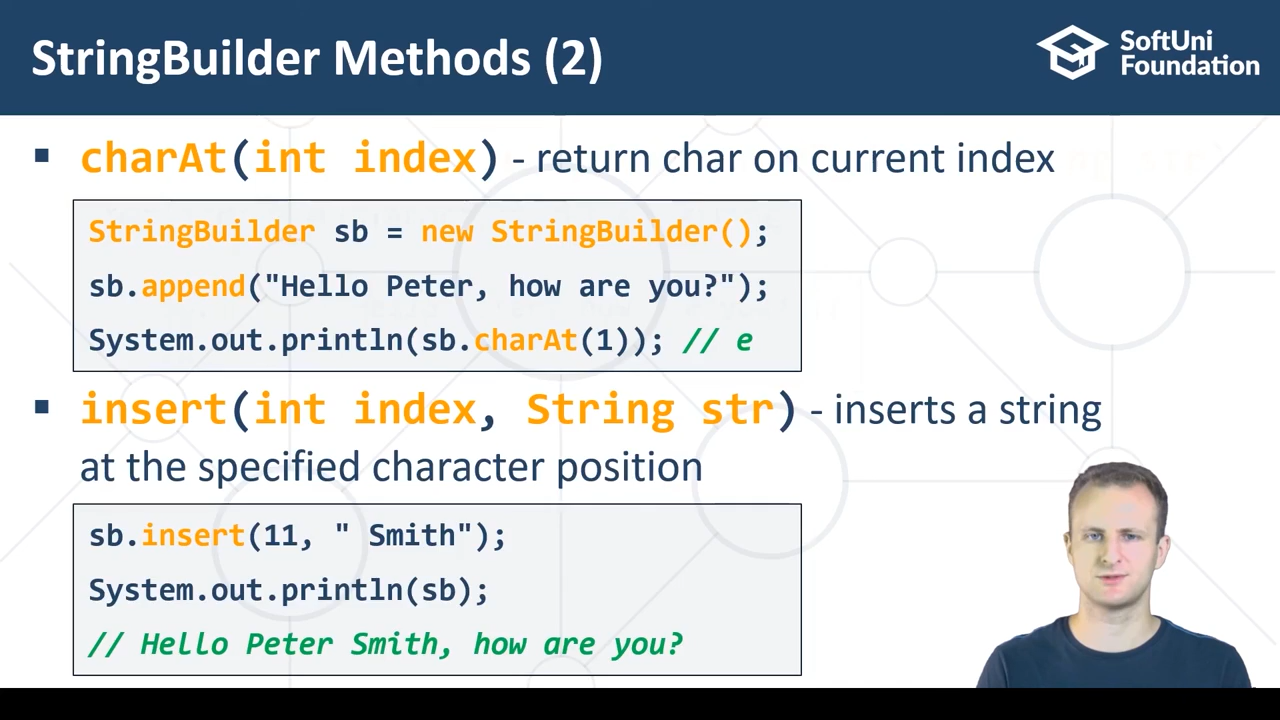 StringBuilder Methods (2)
SoftUni
Foundation
▪ charAt(int index) - return char on current index
StringBuilder sb = new StringBuilder();
sb.append("Hello Peter, how are you?");
System.out.println(sb.charAt(1)); // e
▪ insert(int index, String str) - inserts a string
at the specified character position
sb.insert(11, " Smith");
System.out.println(sb);
// Hello Peter Smith, how are you?